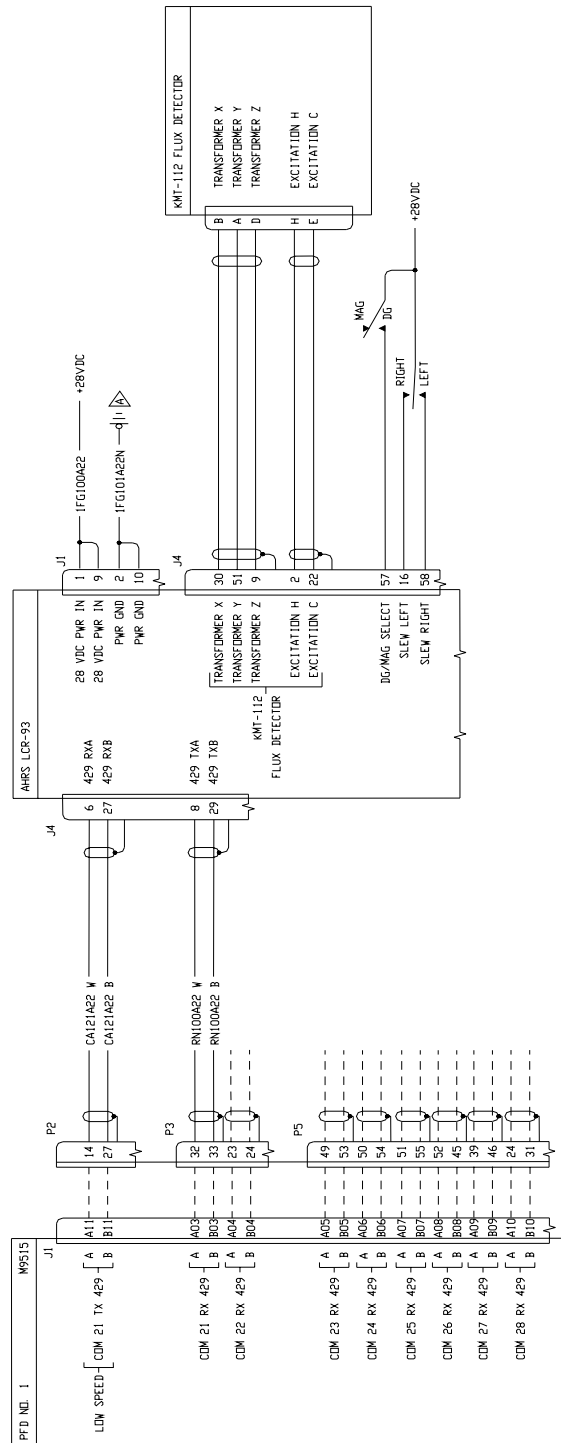 PFD NO. 1 M9515
J1
LOW SPEED COM 21 TX 429 A A11
B B11
COM 21 RX 429 A A03
B B03
COM 22 RX 429 A A04
B B04
COM 23 RX 429 A A05
B B05
COM 24 RX 429 A A06
B B06
COM 25 RX 429 A A07
B B07
COM 26 RX 429 A A08
B B08
COM 27 RX 429 A A09
B B09
COM 28 RX 429 A A10
B B10
P2
14 CA121A22 W
27 CA121A22 B
P3
32 RN100A22 W
33 RN100A22 B
23
24
P5
49
53
50
54
51
55
52
45
39
46
24
31
AHRS LCR-93
J4
6 429 RXA
27 429 RXB
8 429 TXA
29 429 TXB
J1
28 VDC PWR IN 1 1FG100A22 +28VDC
28 VDC PWR IN 9
PWR GND 2 1FG101A22N A
PWR GND 10
J4
TRANSFORMER X 30
TRANSFORMER Y 51
TRANSFORMER Z 9
EXCITATION H 2
EXCITATION C 22
KMT-112
FLUX DETECTOR
DG/MAG SELECT 57
SLEW LEFT 16
SLEW RIGHT 58
MAG
DG
RIGHT
LEFT
+28VDC
KMT-112 FLUX DETECTOR
B TRANSFORMER X
A TRANSFORMER Y
D TRANSFORMER Z
H EXCITATION H
E EXCITATION C